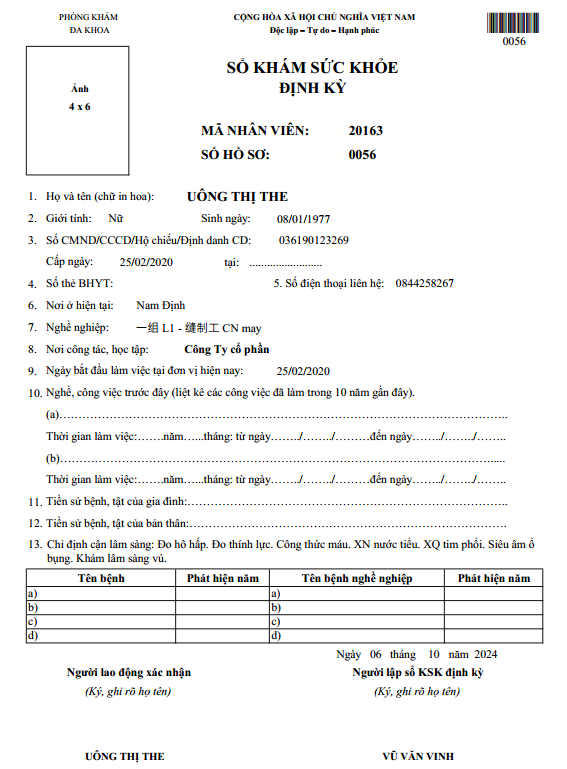 PHÒNG KHÁM
ĐA KHOA
CỘNG HÒA XÃ HỘI CHỦ NGHĨA VIỆT NAM
Độc lập – Tự do – Hạnh phúc
0056
Ảnh
4 x 6
SỔ KHÁM SỨC KHỎE
ĐỊNH KỲ
MÃ NHÂN VIÊN: 20163
SỐ HỒ SƠ: 0056
1. Họ và tên (chữ in hoa): UÔNG THỊ THE
2. Giới tính: Nữ Sinh ngày: 08/01/1977
3. Số CMND/CCCD/Hộ chiếu/Định danh CD: 036190123269
Cấp ngày: 25/02/2020 tại: ........................
4. Số thẻ BHYT: 5. Số điện thoại liên hệ: 0844258267
6. Nơi ở hiện tại: Nam Định
7. Nghề nghiệp: 一组 L1 - 缝制工 CN may
8. Nơi công tác, học tập: Công Ty cổ phần
9. Ngày bắt đầu làm việc tại đơn vị hiện nay: 25/02/2020
10. Nghề, công việc trước đây (liệt kê các công việc đã làm trong 10 năm gần đây).
(a)……………………………………………………………………………………..
Thời gian làm việc:…….năm…...tháng: từ ngày……../……../………đến ngày……../……../……..
(b)……………………………………………………………………………….....
Thời gian làm việc:…….năm…...tháng: từ ngày……../……../………đến ngày……../……../……..
11. Tiền sử bệnh, tật của gia đình:……………………………………………………………..
12. Tiền sử bệnh, tật của bản thân:……………………………………………………………..
13. Chỉ định cận lâm sàng: Đo hô hấp. Đo thính lực. Công thức máu. XN nước tiểu. XQ tim phổi. Siêu âm ổ
bụng. Khám lâm sàng vú.
Tên bệnh Phát hiện năm Tên bệnh nghề nghiệp Phát hiện năm
a) a)
b) b)
c) c)
d) d)
Ngày 06 tháng 10 năm 2024
Người lao động xác nhận Người lập sổ KSK định kỳ
(Ký, ghi rõ họ tên) (Ký, ghi rõ họ tên)
UÔNG THỊ THE VŨ VĂN VINH